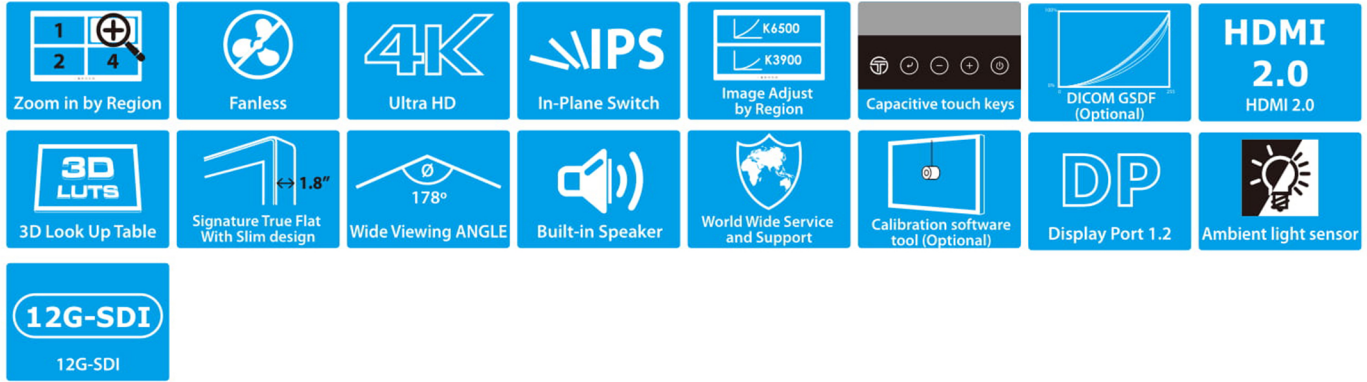 1
2 4
Zoom in by Region
Fanless
4K
Ultra HD
IPS
In-Plane Switch
K6500
K3900
Image Adjust
by Region
Capacitive touch keys
100%
0%
0
DICOM GSDF
(Optional)
HDMI
2.0
HDMI 2.0
3D
LUTS
3D Look Up Table
1.8"
Signature True Flat
With Slim design
Ø
178º
Wide Viewing ANGLE
Built-in Speaker
World Wide Service
and Support
Calibration software
tool (Optional)
DP
Display Port 1.2
Ambient light sensor
12G-SDI
12G-SDI